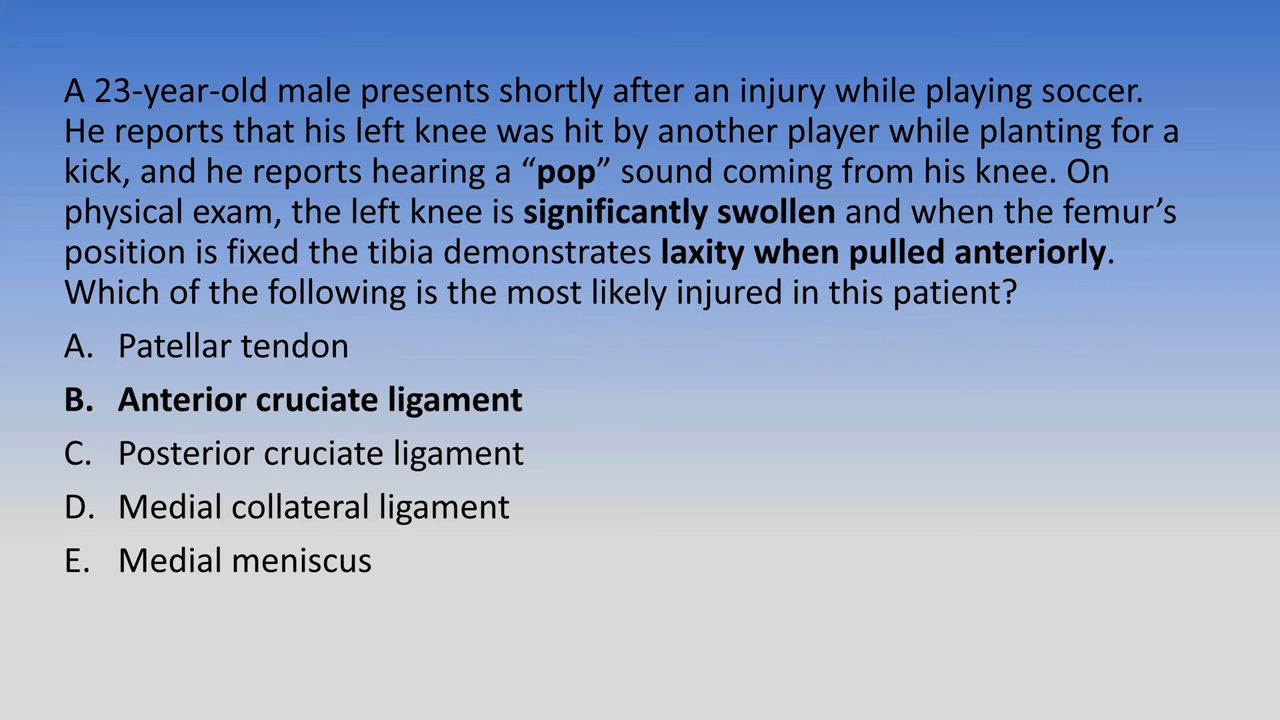 A 23-year-old male presents shortly after an injury while playing soccer.
He reports that his left knee was hit by another player while planting for a
kick, and he reports hearing a “pop” sound coming from his knee. On
physical exam, the left knee is significantly swollen and when the femur’s
position is fixed the tibia demonstrates laxity when pulled anteriorly.
Which of the following is the most likely injured in this patient?
A. Patellar tendon
B. Anterior cruciate ligament
C. Posterior cruciate ligament
D. Medial collateral ligament
E. Medial meniscus